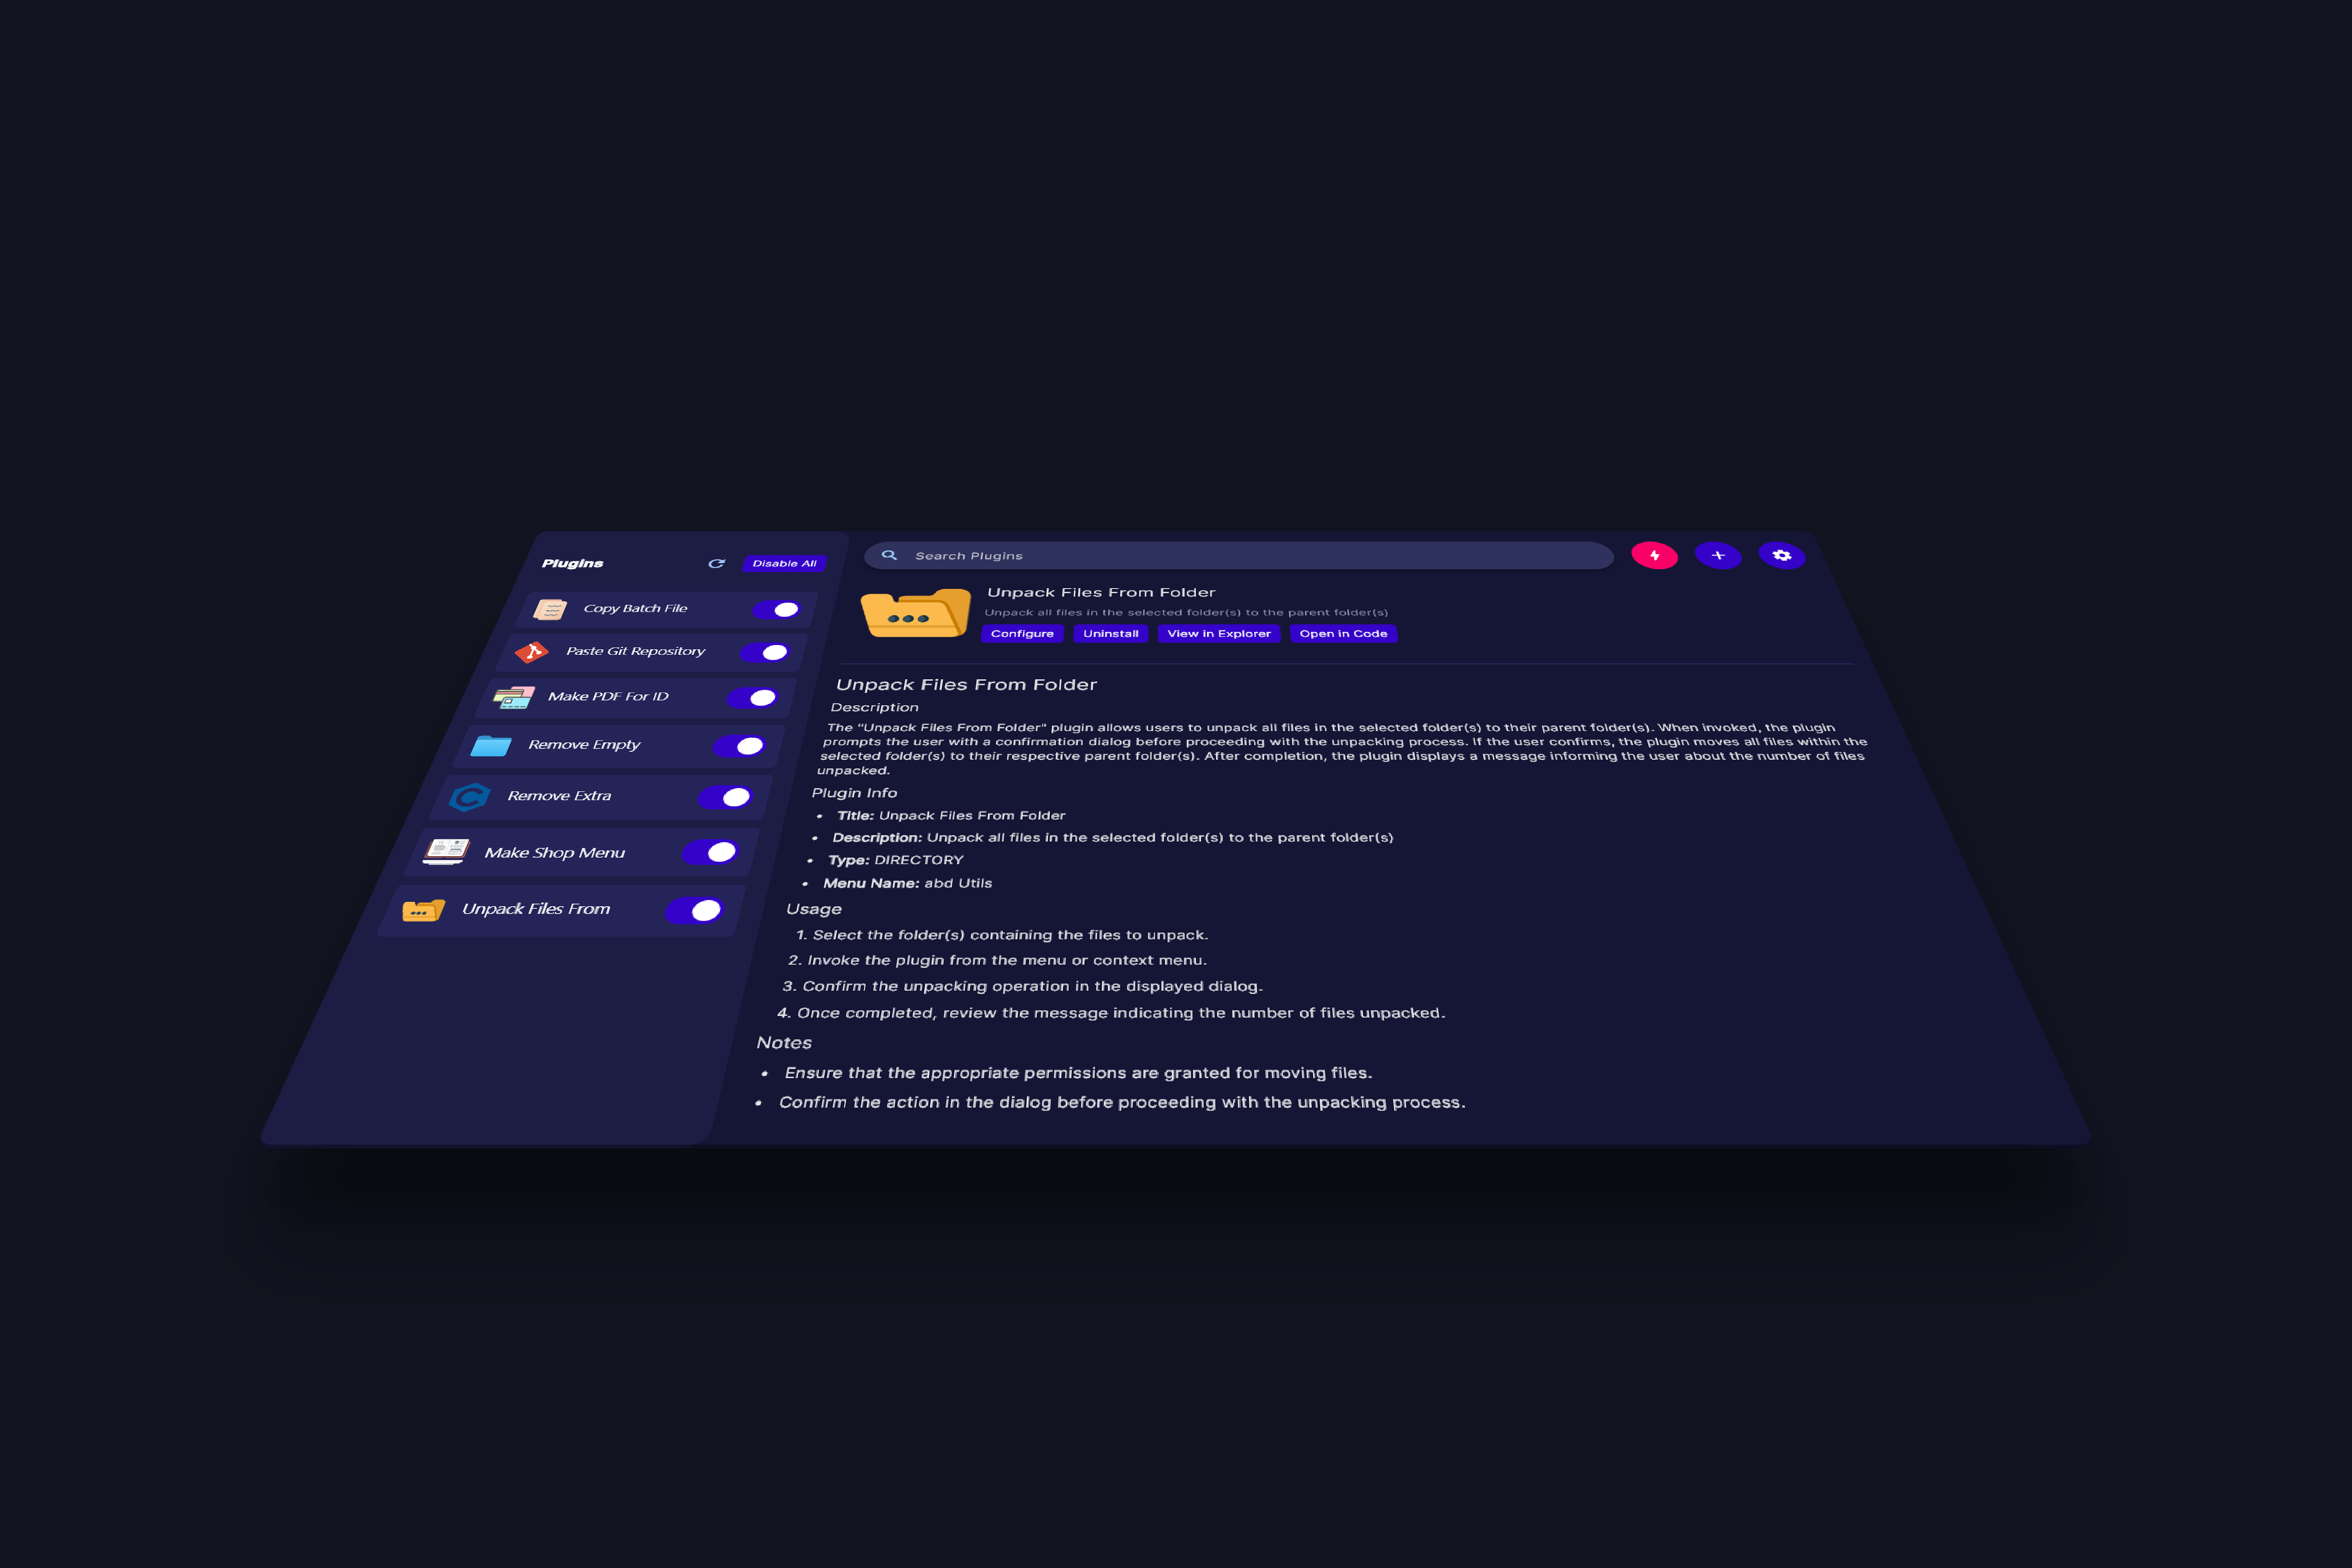 Plugins
Disable All
Copy Batch File
Paste Git Repository
Make PDF For ID
Remove Empty
Remove Extra
Make Shop Menu
Unpack Files From
Search Plugins
Unpack Files From Folder
Unpack all files in the selected folder(s) to the parent folder(s)
Configure
Uninstall
View in Explorer
Open in Code
Unpack Files From Folder
Description
The "Unpack Files From Folder" plugin allows users to unpack all files in the selected folder(s) to their parent folder(s). When invoked, the plugin
prompts the user with a confirmation dialog before proceeding with the unpacking process. If the user confirms, the plugin moves all files within the
selected folder(s) to their respective parent folder(s). After completion, the plugin displays a message informing the user about the number of files
unpacked.
Plugin Info
• Title: Unpack Files From Folder
• Description: Unpack all files in the selected folder(s) to the parent folder(s)
• Type: DIRECTORY
• Menu Name: abd Utils
Usage
1. Select the folder(s) containing the files to unpack.
2. Invoke the plugin from the menu or context menu.
3. Confirm the unpacking operation in the displayed dialog.
4. Once completed, review the message indicating the number of files unpacked.
Notes
• Ensure that the appropriate permissions are granted for moving files.
• Confirm the action in the dialog before proceeding with the unpacking process.